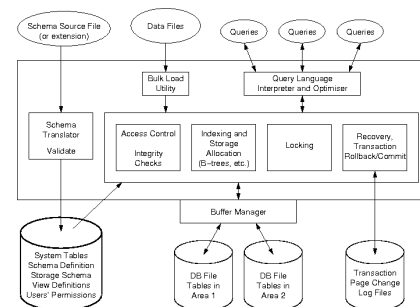 Schema Source File
(or extension)
Data Files
Queries
Queries
Queries
Bulk Load
Utility
Query Language
Interpreter and Optimiser
Schema
Translator
Validate
Access Control
Integrity
Checks
Indexing and
Storage
Allocation
(B-trees, etc.)
Locking
Recovery,
Transaction
Rollback/Commit
Buffer Manager
System Tables
Schema Definition
Storage Schema
View Definitions
Users' Permissions
DB File
Tables in
Area 1
DB File
Tables in
Area 2
Transaction
Page Change
Log Files